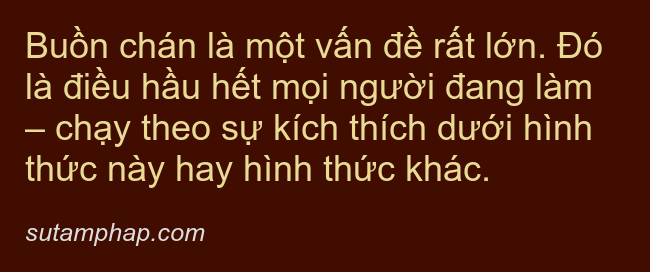 Buồn chán là một vấn đề rất lớn. Đó
là điều hầu hết mọi người đang làm
– chạy theo sự kích thích dưới hình
thức này hay hình thức khác.
sutamphap.com